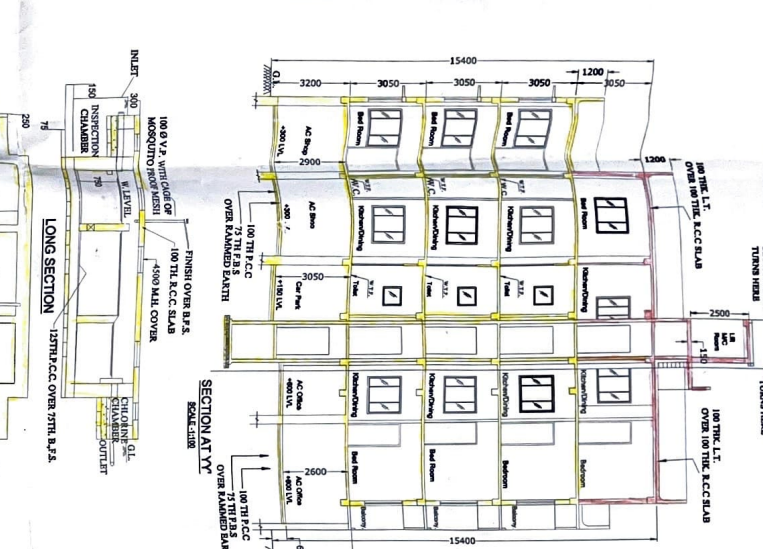 15400
3200
3050
3050
3050
3050
1200
1200
G.L
Bed Room
Bed Room
Bed Room
AC Shop
+300 LVL
2900
100 THK. L.T.
OVER 100 THK. R.C.C SLAB
W.C.
W.C.
W.C.
W.T.F.
W.T.F.
W.T.F.
Kitchen/Dining
Kitchen/Dining
Kitchen/Dining
Bed Room
AC Shop
+300
100 TH P.C.C
75 TH F.B.S
OVER RAMMED EARTH
Car Park
+150 LVL
3050
Toilet
Toilet
Toilet
W.T.F.
W.T.F.
W.T.F.
Kitchen/Dining
TURNS HERE
2500
Lift
M/C
Room
150
Kitchen/Dining
Kitchen/Dining
Kitchen/Dining
Kitchen/Dining
AC Office
+600 LVL
100 THK. L.T.
OVER 100 THK. R.C.C SLAB
Bed Room
Bed Room
Bedroom
Bedroom
2600
AC Office
+600 LVL
Balcony
Balcony
Balcony
15400
100 TH P.C.C
75 TH F.B.S
OVER RAMMED EAR
SECTION AT YY'
SCALE -1:100
INLET
150
300
INSPECTION
CHAMBER
100 Ø V.P. WITH CAGE OF
MOSQUITO PROOF MESH
750
W. LEVEL
FINISH OVER B.F.S.
100 TH. R.C.C. SLAB
450Ø M.H. COVER
LONG SECTION
125TH.P.C.C. OVER 75TH. B.,F.S.
G.L.
CHLORINE
CHAMBER
OUTLET
75
250